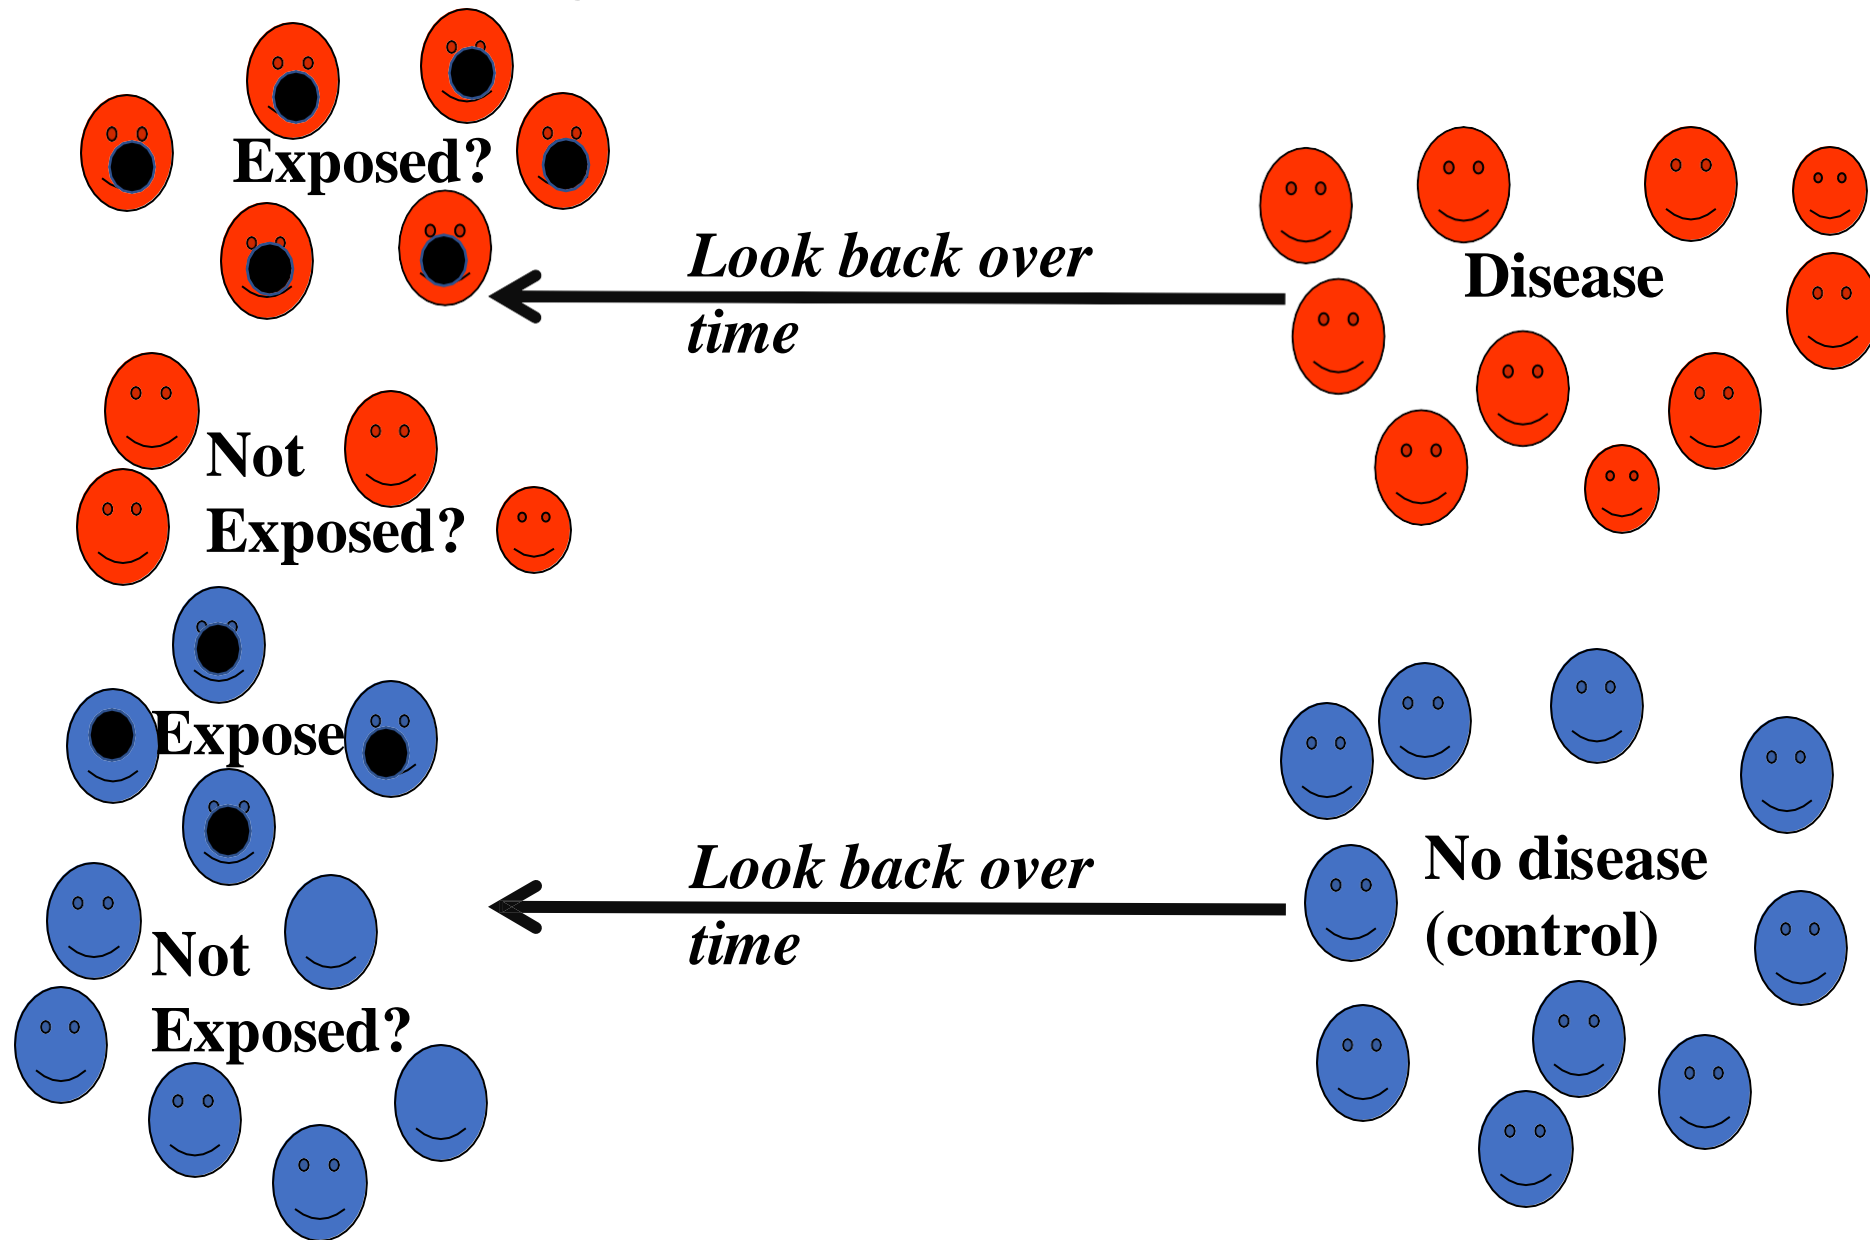 Exposed?
Look back over
time
Disease
Not
Exposed?
Expose
Look back over
time
No disease
(control)
Not
Exposed?